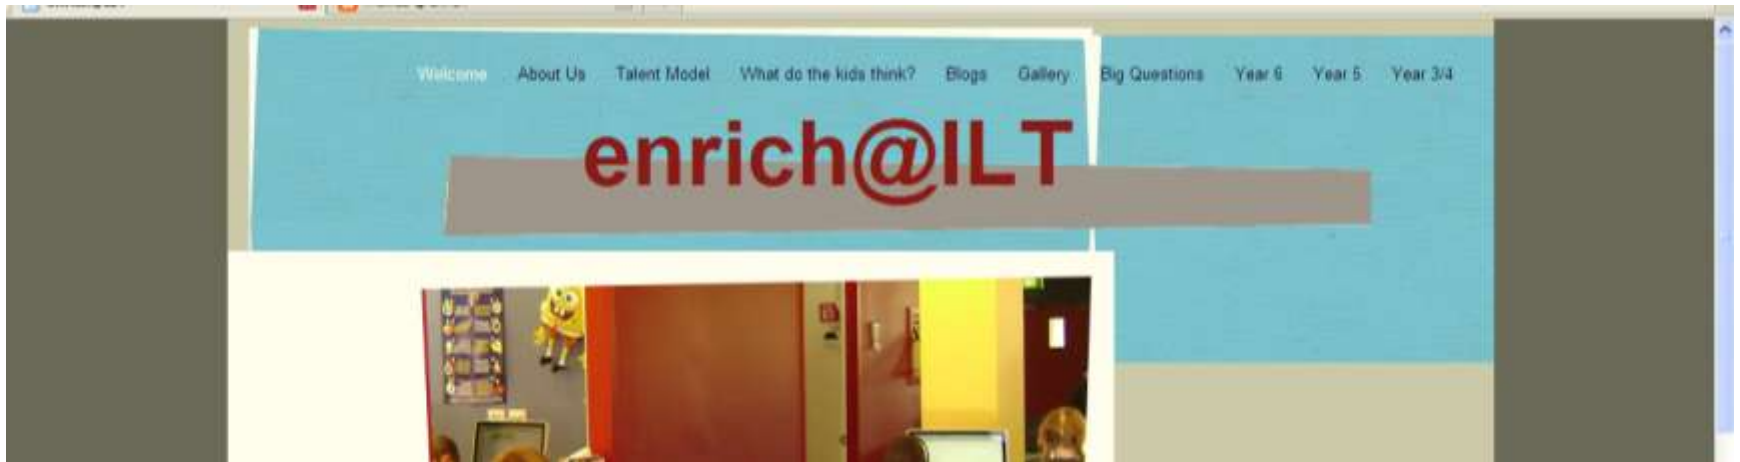 Welcome About Us Talent Model What do the kids think? Blogs Gallery Big Questions Year 6 Year 5 Year 3/4
enrich@ILT